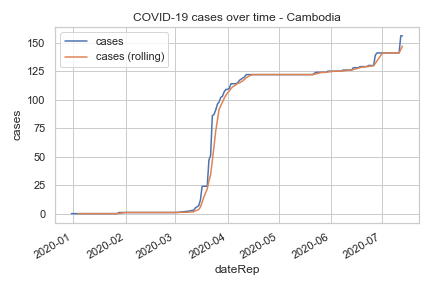 COVID-19 cases over time - Cambodia
cases
cases (rolling)
150
125
100
75
50
25
0
cases
2020-01
2020-02
2020-03
2020-04
2020-05
2020-06
2020-07
dateRep